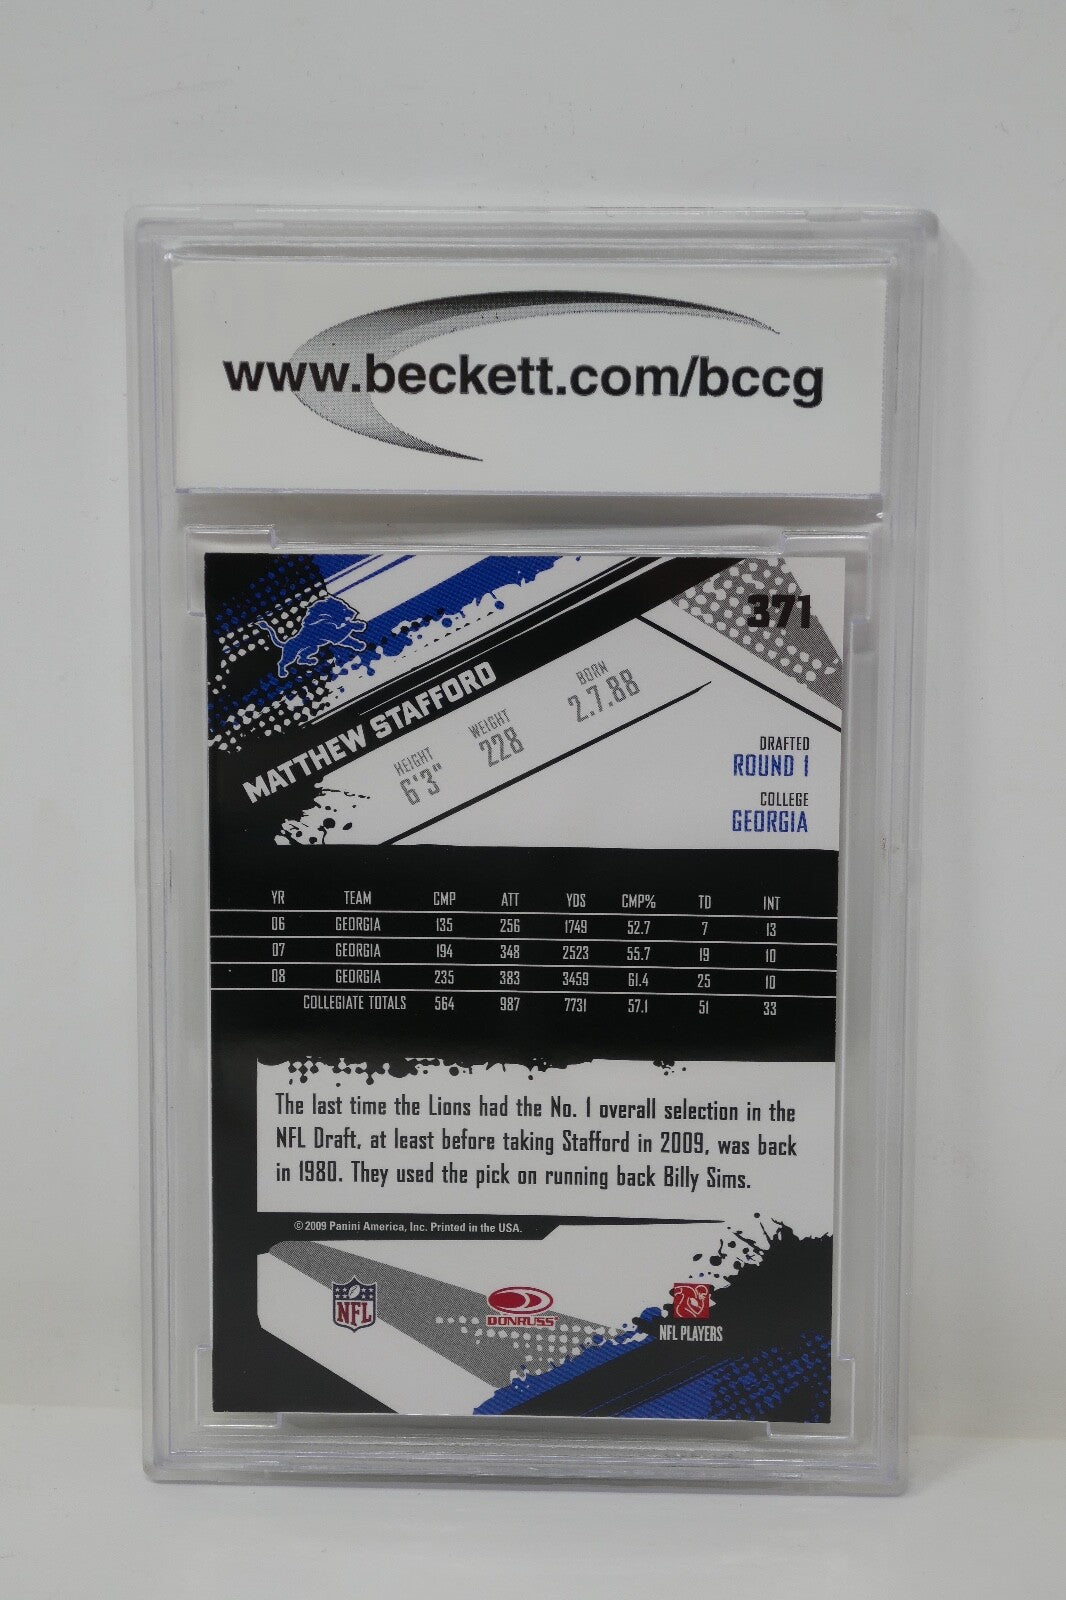 www.beckett.com/bccg
371
MATTHEW STAFFORD
HEIGHT
6'3"
WEIGHT
228
BORN
2.7.88
DRAFTED
ROUND 1
COLLEGE
GEORGIA
YR TEAM CMP ATT YDS CMP% TD INT
06 GEORGIA 135 256 1749 52.7 7 13
07 GEORGIA 194 348 2523 55.7 19 10
08 GEORGIA 235 383 3459 61.4 25 10
COLLEGIATE TOTALS 564 987 7731 57.1 51 33
The last time the Lions had the No. 1 overall selection in the
NFL Draft, at least before taking Stafford in 2009, was back
in 1980. They used the pick on running back Billy Sims.
© 2009 Panini America, Inc. Printed in the USA.
NFL
DONRUSS
NFL PLAYERS